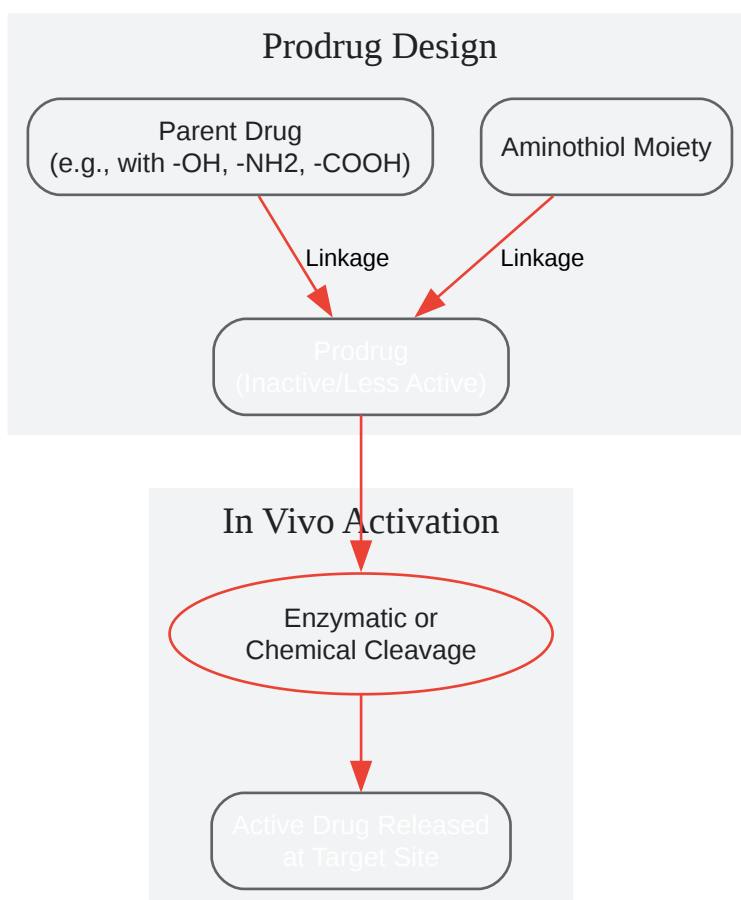 Prodrug Design
Parent Drug
(e.g., with -OH, -NH2, -COOH)
Aminothiol Moiety
Linkage
Linkage
Prodrug
(Inactive/Less Active)
In Vivo Activation
Enzymatic or
Chemical Cleavage
Active Drug Released
at Target Site